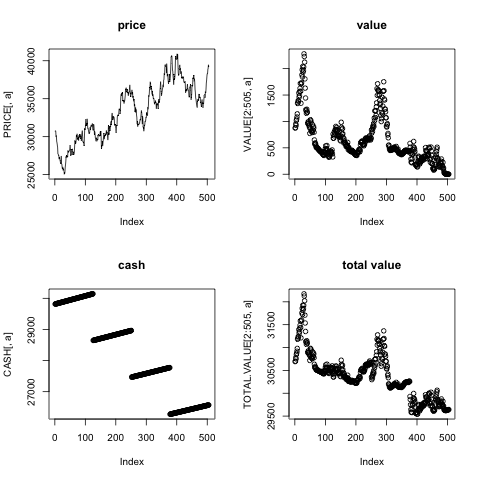 price
PRICE[, a]
25000 30000 35000 40000
0 100 200 300 400 500
Index
value
VALUE[2:505, a]
0 500 1500
0 100 200 300 400 500
Index
cash
CASH[, a]
27000 29000
0 100 200 300 400 500
Index
total value
TOTAL.VALUE[2:505, a]
29500 30500 31500
0 100 200 300 400 500
Index